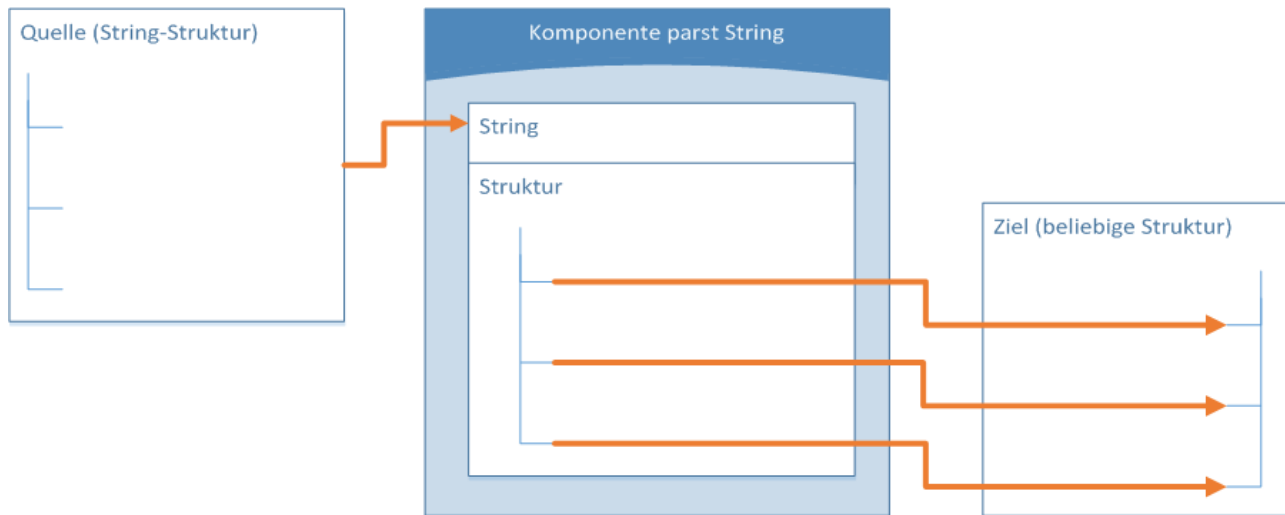 Quelle (String-Struktur)
Komponente parst String
String
Struktur
Ziel (beliebige Struktur)